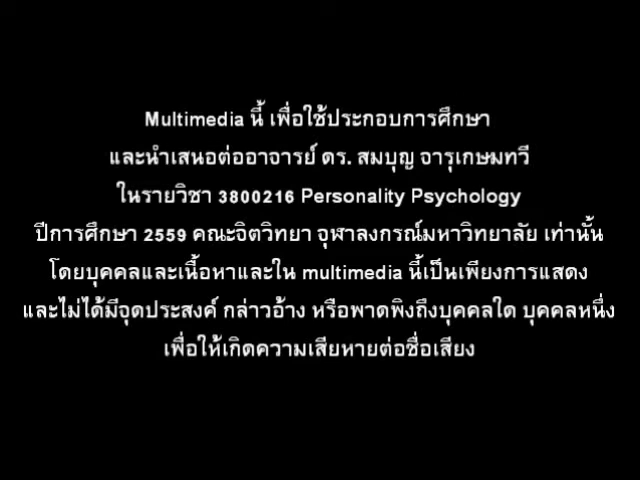 Multimedia นี้ เพื่อใช้ประกอบการศึกษา
และนำเสนอต่ออาจารย์ ดร. สมบุญ จารุเกษมทวี
ในรายวิชา 3800216 Personality Psychology
ปีการศึกษา 2559 คณะจิตวิทยา จุฬาลงกรณ์มหาวิทยาลัย เท่านั้น
โดยบุคคลและเนื้อหาและใน multimedia นี้เป็นเพียงการแสดง
และไม่ได้มีจุดประสงค์ กล่าวอ้าง หรือพาดพิงถึงบุคคลใด บุคคลหนึ่ง
เพื่อให้เกิดความเสียหายต่อชื่อเสียง